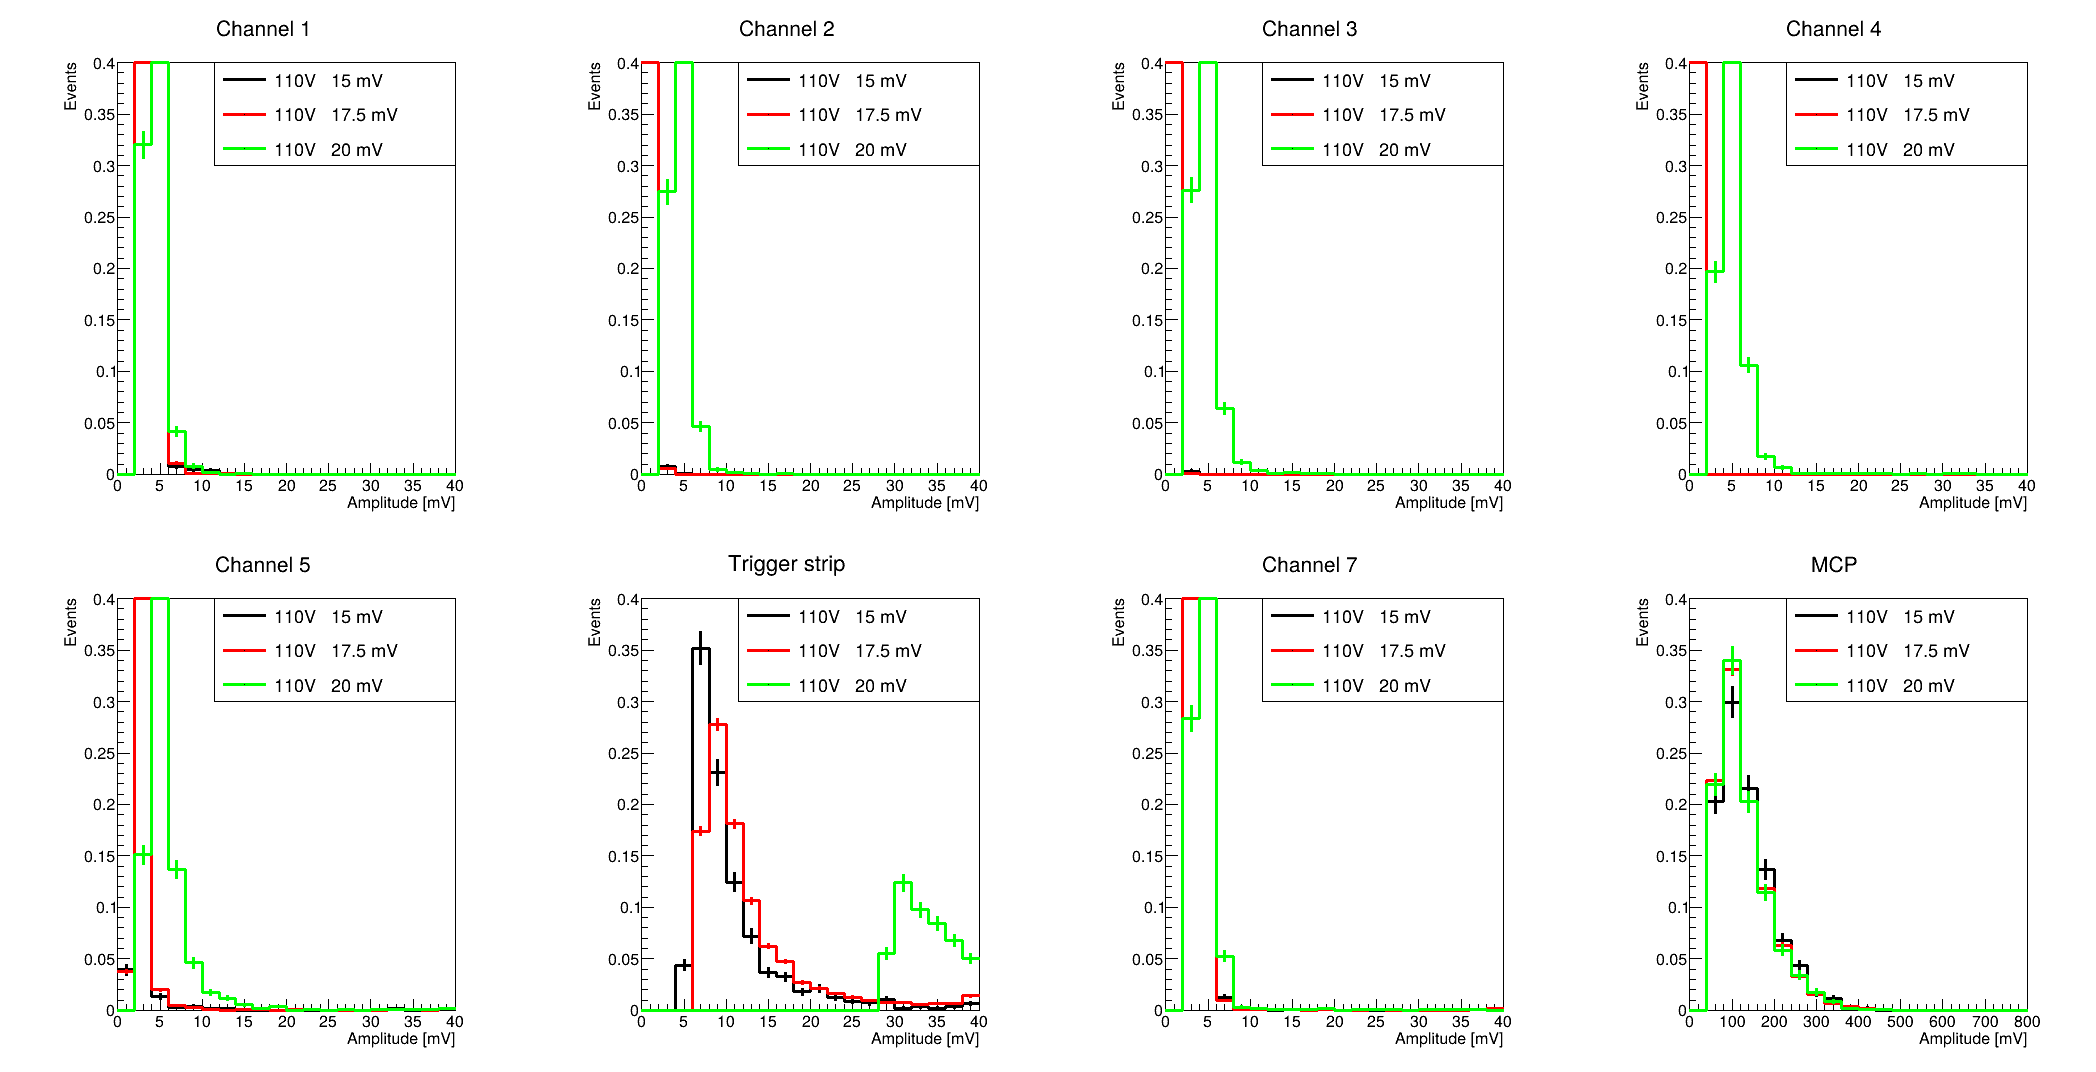 Channel 1
Events
0.4
0.35
0.3
0.25
0.2
0.15
0.1
0.05
0
110V 15 mV
110V 17.5 mV
110V 20 mV
0 5 10 15 20 25 30 35 40
Amplitude [mV]
Channel 2
Events
0.4
0.35
0.3
0.25
0.2
0.15
0.1
0.05
0
110V 15 mV
110V 17.5 mV
110V 20 mV
0 5 10 15 20 25 30 35 40
Amplitude [mV]
Channel 3
Events
0.4
0.35
0.3
0.25
0.2
0.15
0.1
0.05
0
110V 15 mV
110V 17.5 mV
110V 20 mV
0 5 10 15 20 25 30 35 40
Amplitude [mV]
Channel 4
Events
0.4
0.35
0.3
0.25
0.2
0.15
0.1
0.05
0
110V 15 mV
110V 17.5 mV
110V 20 mV
0 5 10 15 20 25 30 35 40
Amplitude [mV]
Channel 5
Events
0.4
0.35
0.3
0.25
0.2
0.15
0.1
0.05
0
110V 15 mV
110V 17.5 mV
110V 20 mV
0 5 10 15 20 25 30 35 40
Amplitude [mV]
Trigger strip
Events
0.4
0.35
0.3
0.25
0.2
0.15
0.1
0.05
0
110V 15 mV
110V 17.5 mV
110V 20 mV
0 5 10 15 20 25 30 35 40
Amplitude [mV]
Channel 7
Events
0.4
0.35
0.3
0.25
0.2
0.15
0.1
0.05
0
110V 15 mV
110V 17.5 mV
110V 20 mV
0 5 10 15 20 25 30 35 40
Amplitude [mV]
MCP
Events
0.4
0.35
0.3
0.25
0.2
0.15
0.1
0.05
0
110V 15 mV
110V 17.5 mV
110V 20 mV
0 100 200 300 400 500 600 700 800
Amplitude [mV]